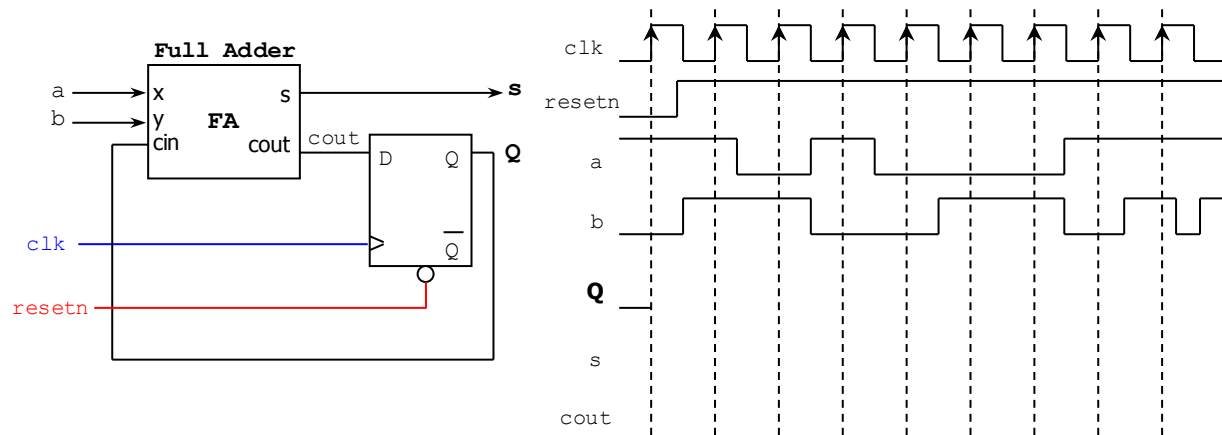 Full Adder
a
b
x
y
cin
FA
s
cout
s
cout
D
Q
Q
Q
clk
resetn
clk
resetn
a
b
Q
s
cout